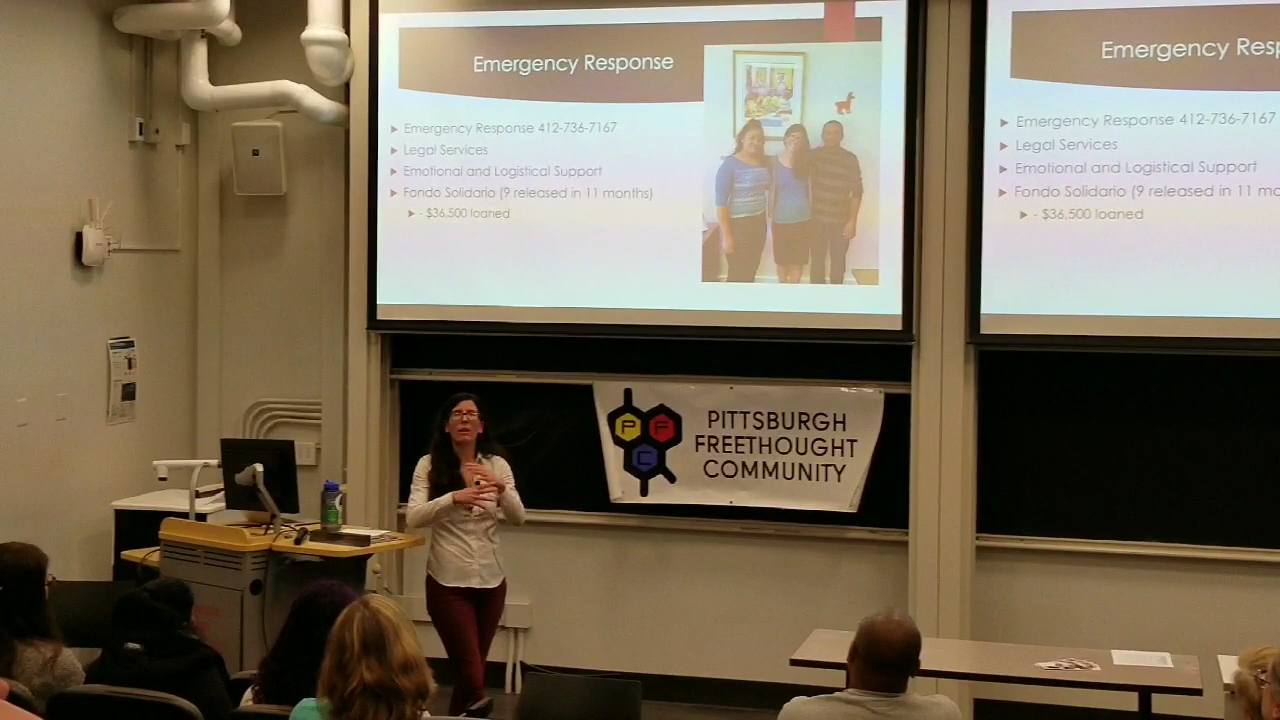 Emergency Response
Emergency Response 412-736-7167
Legal Services
Emotional and Logistical Support
Fondo Solidario (9 released in 11 months)
- $36,500 loaned
Emergency Resp
Emergency Response 412-736-7167
Legal Services
Emotional and Logistical Support
Fondo Solidario (9 released in 11 mo
- $36,500 loaned
P F
C
PITTSBURGH
FREETHOUGHT
COMMUNITY